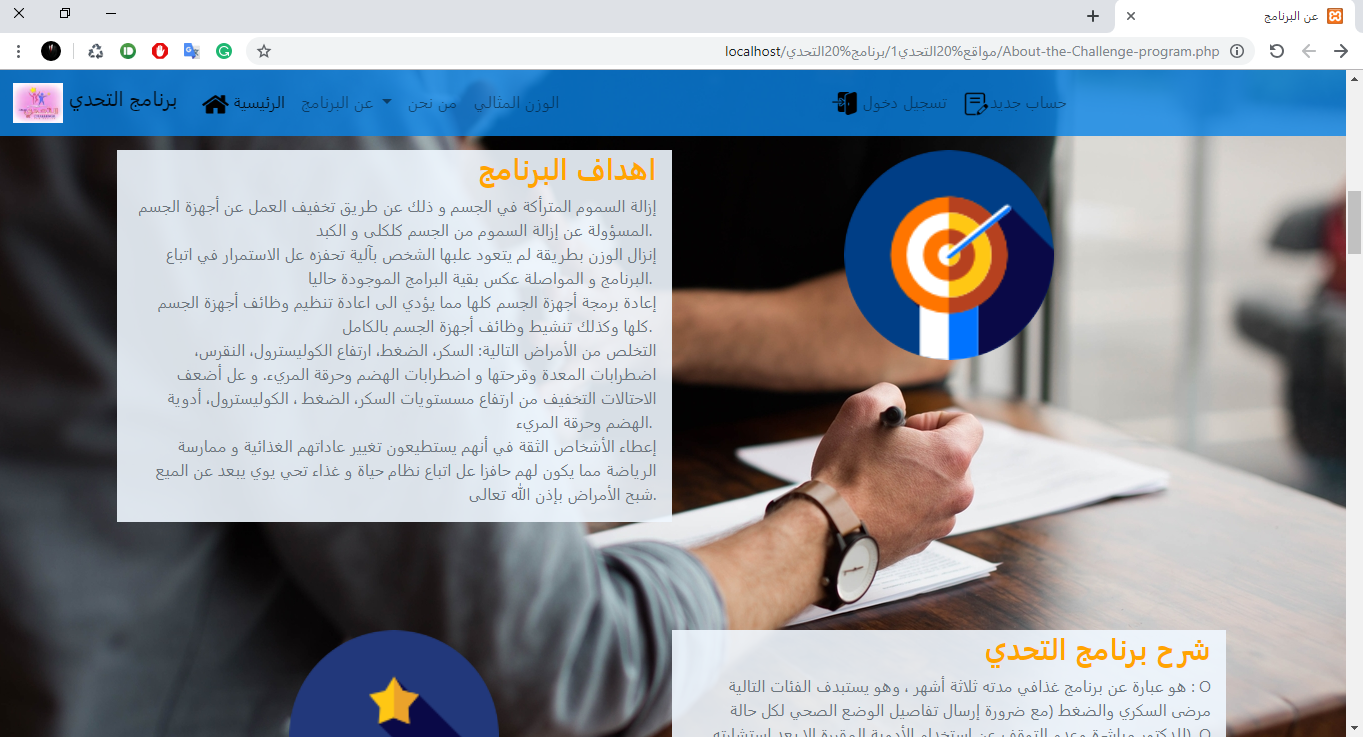 عن البرنامج
localhost/برنامج%20التحدي/مواقع%20التحدي1/About-the-Challenge-program.php
برنامج التحدي
الرئيسية
عن البرنامج
من نحن
الوزن المثالي
تسجيل دخول
حساب جديد
اهداف البرنامج
إزالة السموم المتراكة في الجسم و ذلك عن طريق تخفيف العمل عن أجهزة الجسم
المسؤولة عن إزالة السموم من الجسم كلكلى و الكبد.
إنزال الوزن بطريقة لم يتعود علبها الشخص بآلية تحفزه عل الاستمرار في اتباع
البرنامج و المواصلة عكس بقية البرامج الموجودة حاليا.
إعادة برمجة أجهزة الجسم كلها مما يؤدي الى اعادة تنظيم وظائف أجهزة الجسم
كلها وكذلك تنشيط وظائف أجهزة الجسم بالكامل.
التخلص من الأمراض التالية: السكر، الضغط، ارتفاع الكوليسترول، النقرس،
اضطرابات المعدة وقرحتها و اضطرابات الهضم وحرقة المريء. و عل أضعف
الاحتالات التخفيف من ارتفاع مسستويات السكر، الضغط ، الكوليسترول، أدوية
الهضم وحرقة المريء.
إعطاء الأشخاص الثقة في أنهم يستطيعون تغيير عاداتهم الغذائية و ممارسة
الرياضة مما يكون لهم حافزا عل اتباع نظام حياة و غذاء تحي يوي يبعد عن الميع
شبح الأمراض بإذن الله تعالى.
شرح برنامج التحدي
O : هو عبارة عن برنامج غذافي مدته ثلاثة أشهر ، وهو يستبدف الفئات التالية
مرضى السكري والضغط (مع ضرورة إرسال تفاصيل الوضع الصحي لكل حالة